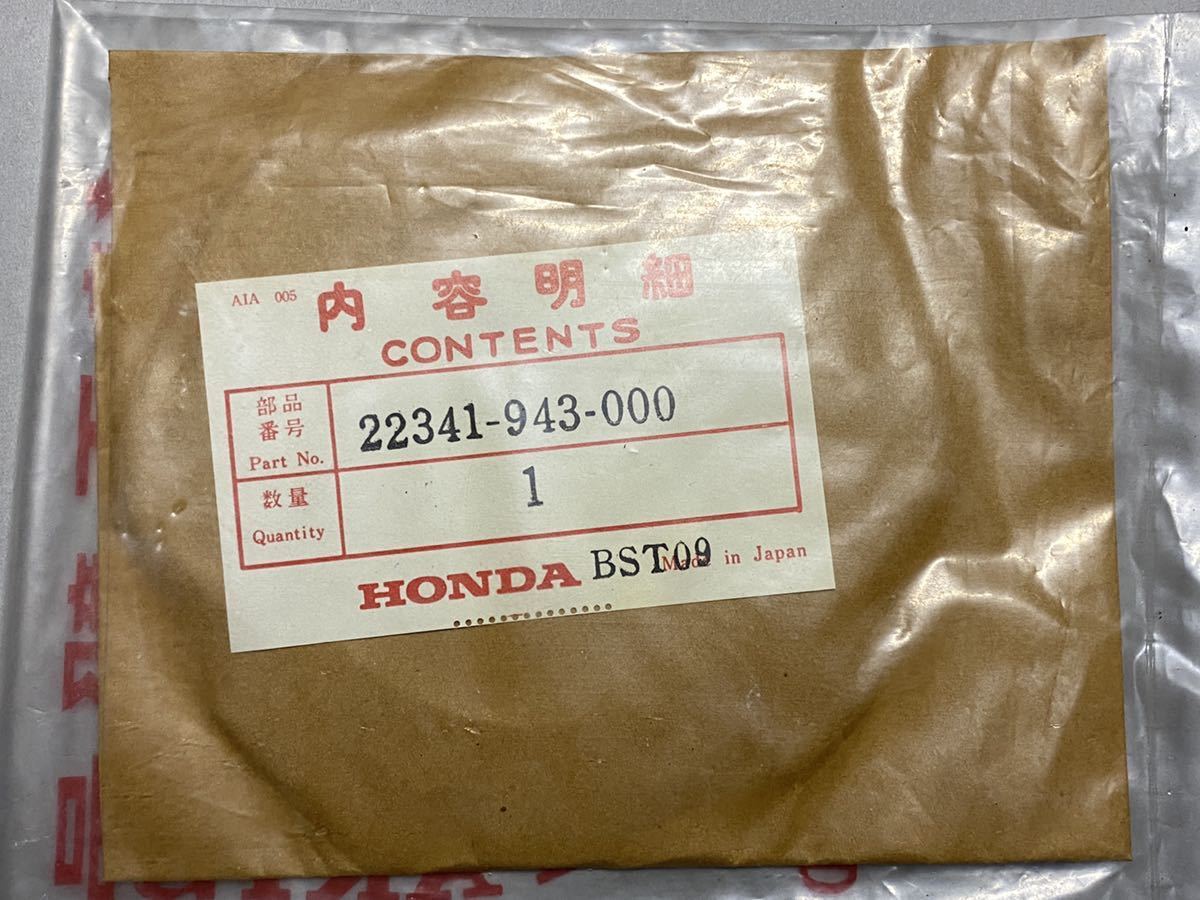 AIA 005
内容明細
CONTENTS
部品
番号
Part No.
22341-943-000
数量
Quantity
1
HONDA BST09 Made in Japan